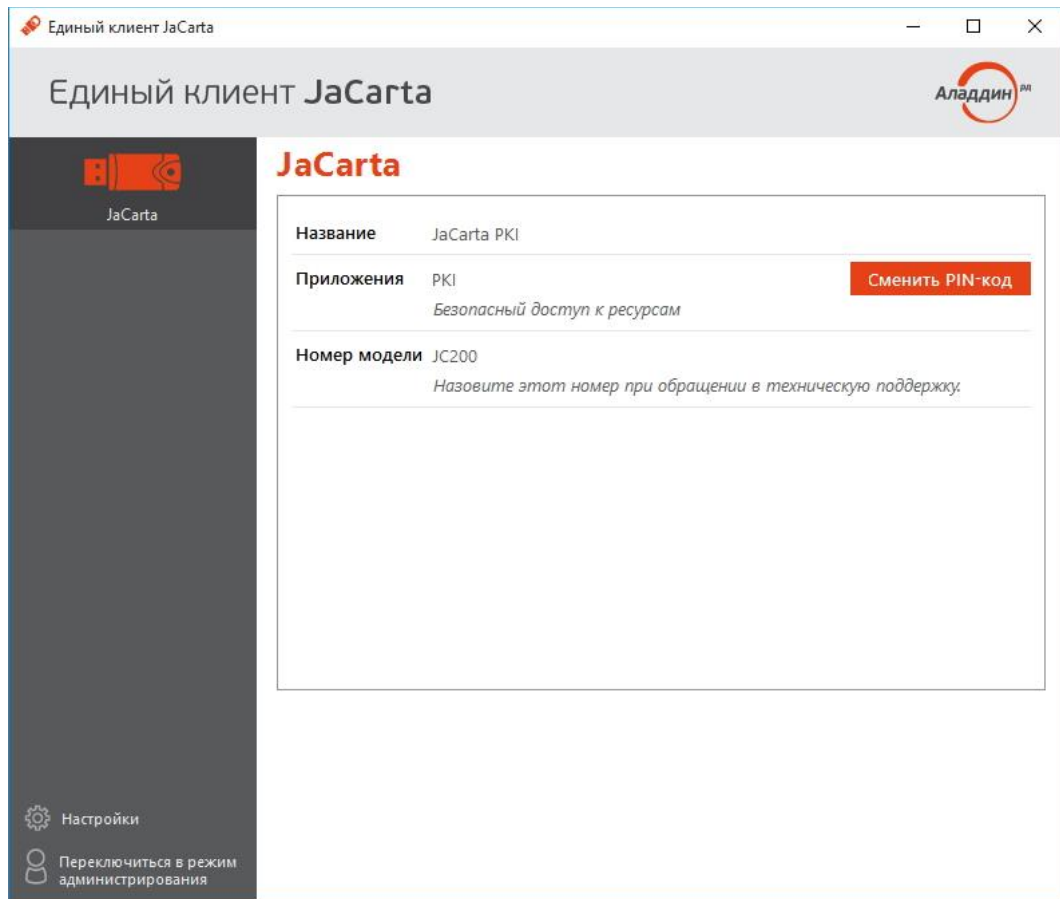 Единый клиент JaCarta
Единый клиент JaCarta
Аладдин РД
JaCarta
JaCarta
Название JaCarta PKI
Приложения PKI
Сменить PIN-код
Безопасный доступ к ресурсам
Номер модели JC200
Назовите этот номер при обращении в техническую поддержку.
Настройки
Переключиться в режим
администрирования